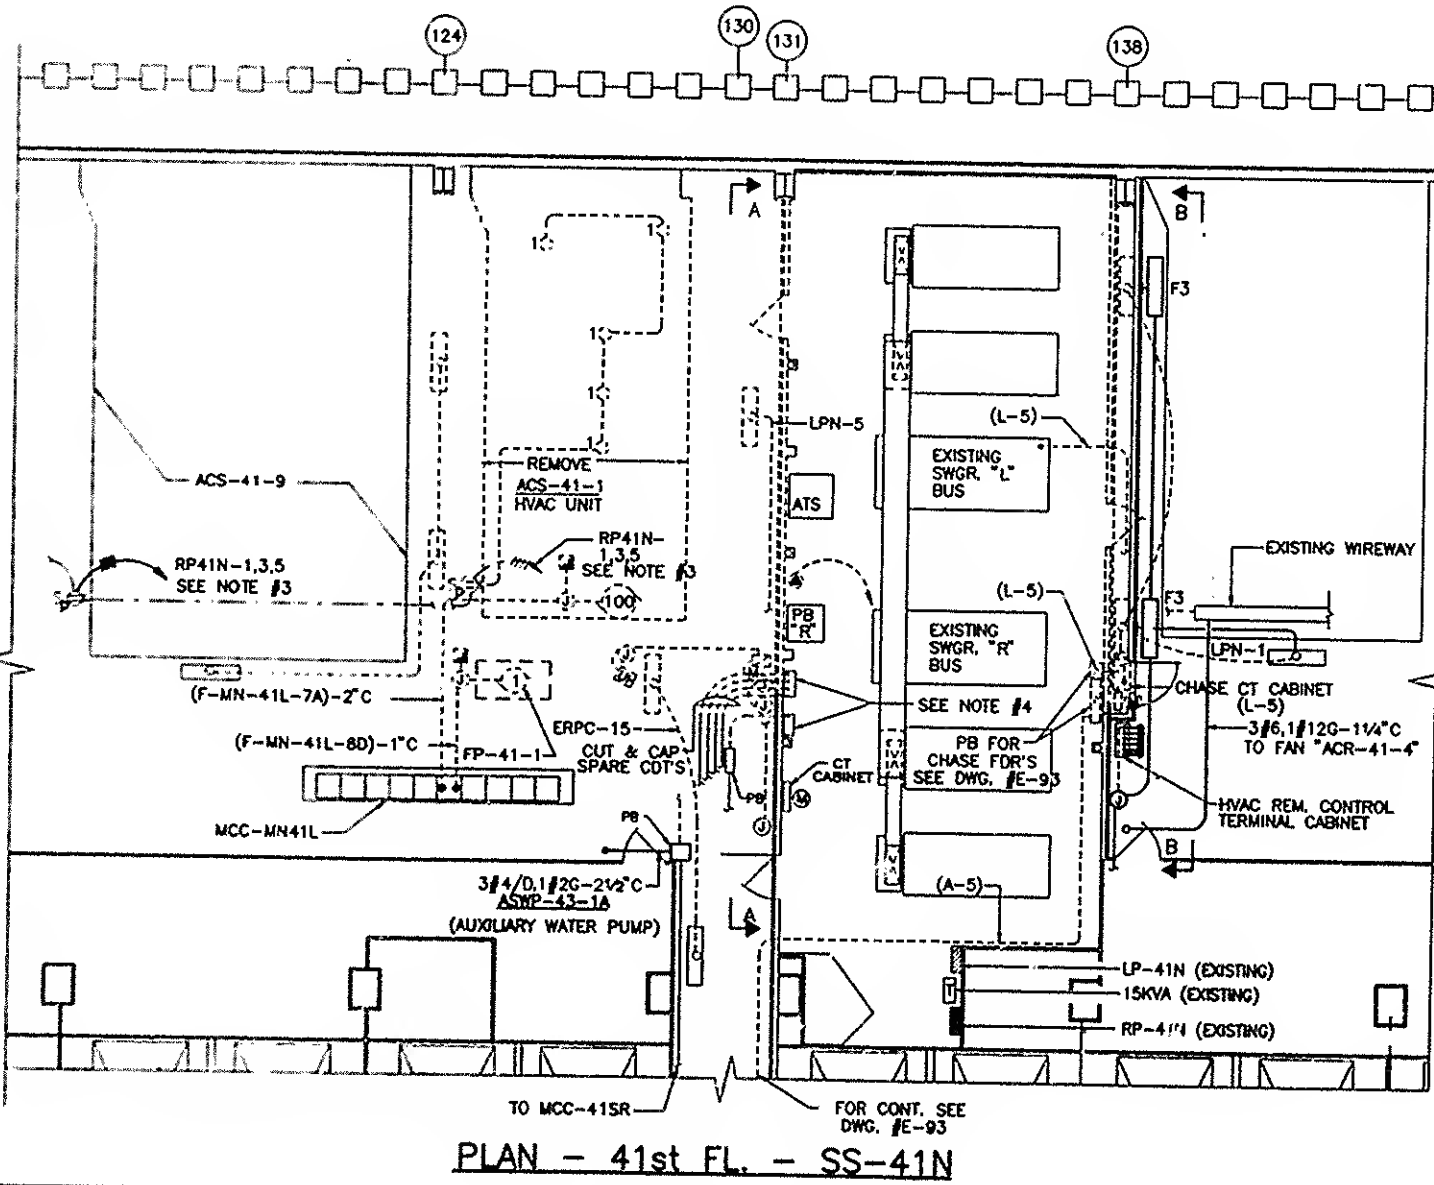 124
130
131
138
A
B
1
1
F3
1
1
1
LPN-5
(L-5)
REMOVE
ACS-41-1
HVAC UNIT
ACS-41-9
EXISTING
SWGR. "L"
BUS
ATS
RP41N-
1,3,5
SEE NOTE #3
RP41N-1,3,5
SEE NOTE #3
EXISTING WIREWAY
J
100
(L-5)
F3
PB
"R"
EXISTING
SWGR. "R"
BUS
LPN-1
J
J
1
(F-MN-41L-7A)-2"C
SEE NOTE #4
CHASE CT CABINET
(L-5)
ERPC-15
3#6,1#12G-1¼"C
TO FAN "ACR-41-4"
(F-MN-41L-8D)-1"C
FP-41-1
CUT & CAP
SPARE CDT'S
PB FOR
CHASE FDR'S
SEE DWG. #E-93
CT
CABINET
M
PB
J
J
HVAC REM. CONTROL
TERMINAL CABINET
MCC-MN41L
PB
B
3#4/0,1#2G-2½"C
ASWP-43-1A
(AUXILIARY WATER PUMP)
(A-5)
A
LP-41N (EXISTING)
T
15KVA (EXISTING)
RP-41N (EXISTING)
TO MCC-41SR
FOR CONT. SEE
DWG. #E-93
PLAN - 41st FL. - SS-41N